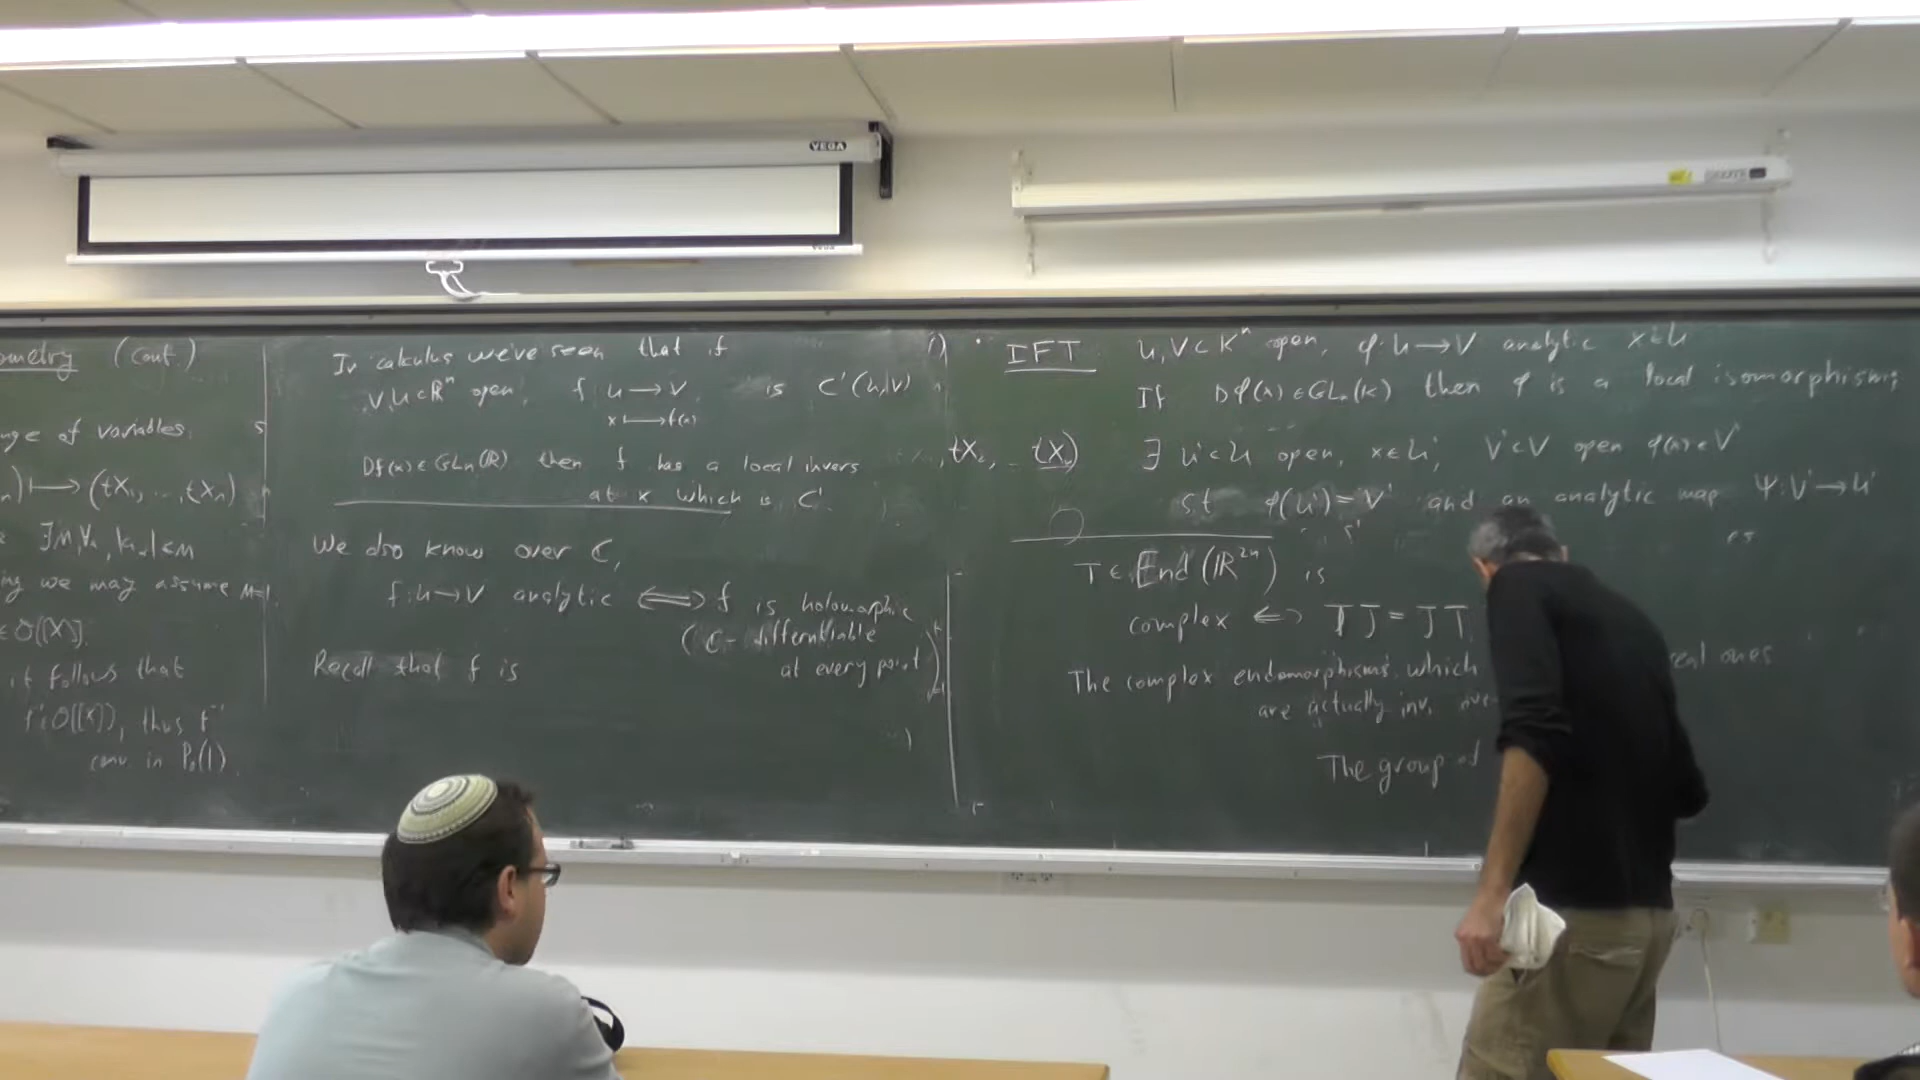 VEGA
ometry (cont.)
nge of variables
n) ⟼ (tX₁, ..., tXₙ)
∃M, ∀
ing we may assume M=1.
∈ O[[X]].
it follows that
f⁻¹ ∈ O[[X]], thus f⁻¹
conv in P₀(1)
In calculus we've seen that if
V, U ⊂ ℝⁿ open, f: U → V is C'(U,V)
x ⟼ f(x)
Df(x) ∈ GLₙ(ℝ) then f has a local invers
at x which is C'.
We also know over ℂ,
f: U → V analytic ⟺ f is holomorphic
(ℂ- differentiable
at every point)
Recall that f is
IFT U, V ⊂ Kⁿ open, φ: U → V analytic x ∈ U
If Dφ(x) ∈ GLₙ(K) then φ is a local isomorphism;
, tX₂, ... tXₙ)
∃ U' ⊂ U open, x ∈ U', V' ⊂ V open φ(x) ∈ V'
s.t φ(U') = V' and an analytic map Ψ: V' → U'
T ∈ End(ℝ²ⁿ) is
complex ⟺ TJ = JT
The complex endomorphisms which real ones
are actually inv.
The group of